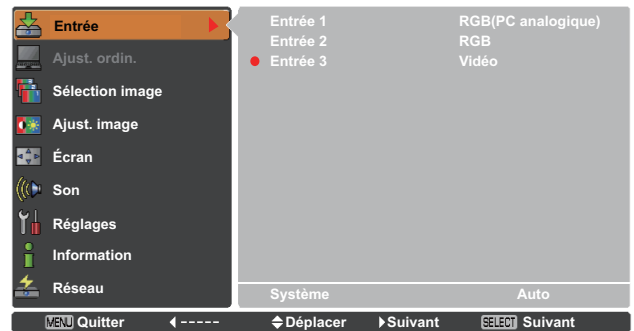 Entrée
Ajust. ordin.
Sélection image
Ajust. image
Écran
Son
Réglages
Information
Réseau
Entrée 1 RGB(PC analogique)
Entrée 2 RGB
Entrée 3 Vidéo
Système Auto
MENU Quitter ----- Déplacer Suivant SELECT Suivant